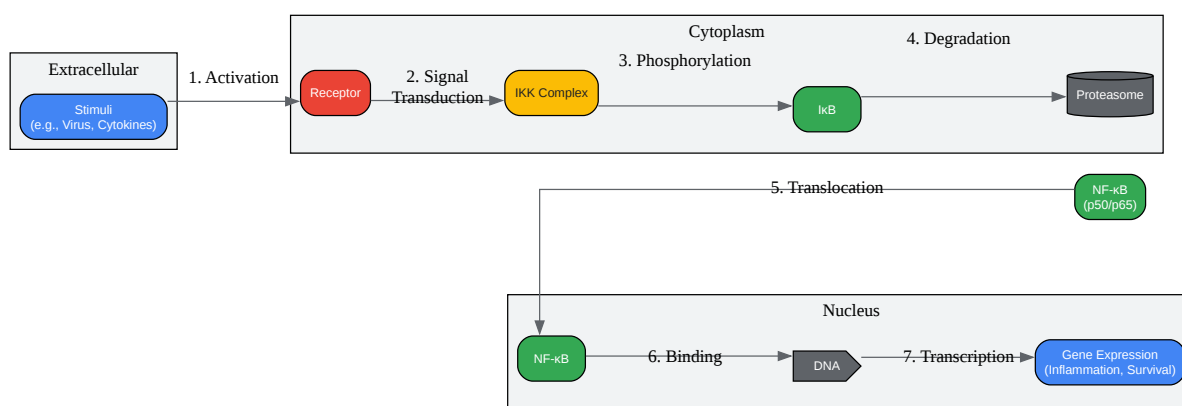 Cytoplasm
4. Degradation
3. Phosphorylation
Extracellular
1. Activation
2. Signal
Transduction
Stimuli
(e.g., Virus, Cytokines)
Receptor
IKK Complex
IκB
Proteasome
5. Translocation
NF-κB
(p50/p65)
Nucleus
NF-κB
6. Binding
DNA
7. Transcription
Gene Expression
(Inflammation, Survival)